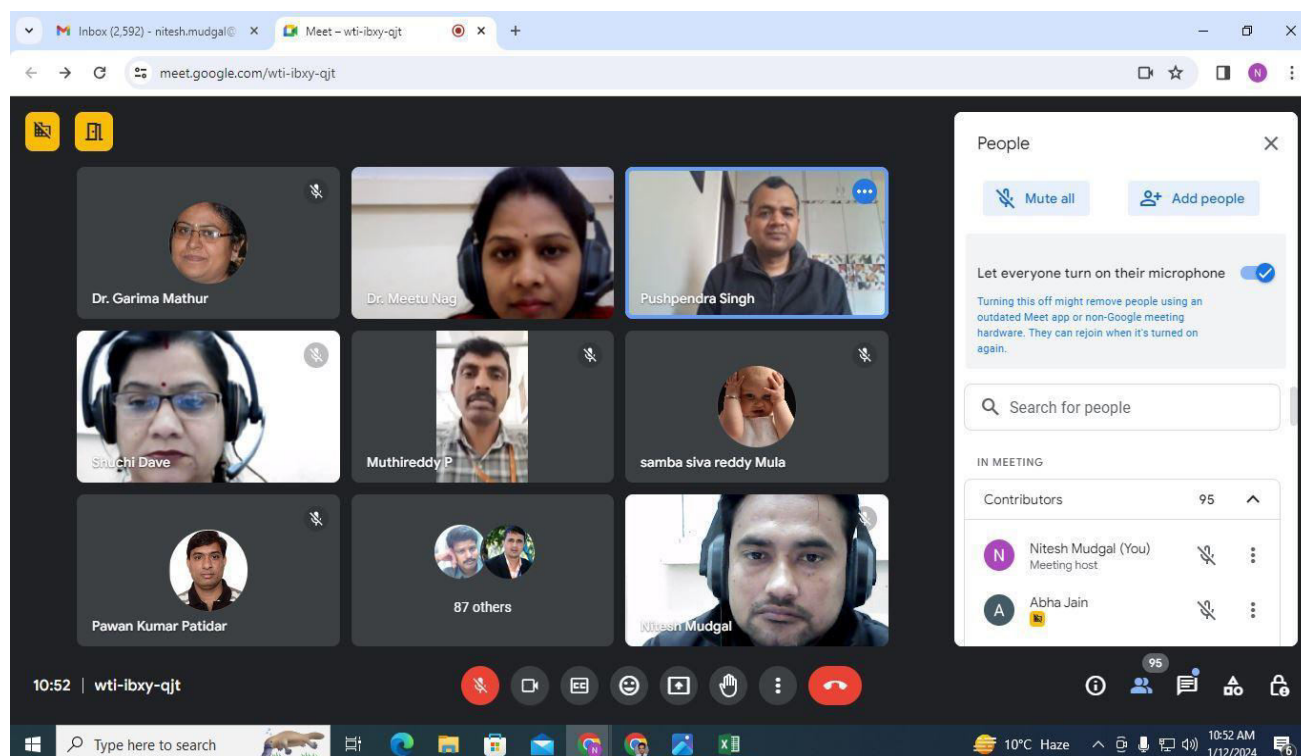 Inbox (2,592) - nitesh.mudgal@
Meet – wti-ibxy-qjt
meet.google.com/wti-ibxy-qjt
N
People
Mute all
Add people
Let everyone turn on their microphone
Turning this off might remove people using an
outdated Meet app or non-Google meeting
hardware. They can rejoin when it's turned on
again.
Search for people
IN MEETING
Contributors 95
N
Nitesh Mudgal (You)
Meeting host
A
Abha Jain
Dr. Garima Mathur
Dr. Meetu Nag
Pushpendra Singh
Shuchi Dave
Muthireddy P
samba siva reddy Mula
Pawan Kumar Patidar
87 others
Nitesh Mudgal
10:52 | wti-ibxy-qjt
CC
95
Type here to search
10°C Haze
10:52 AM
1/12/2024
6